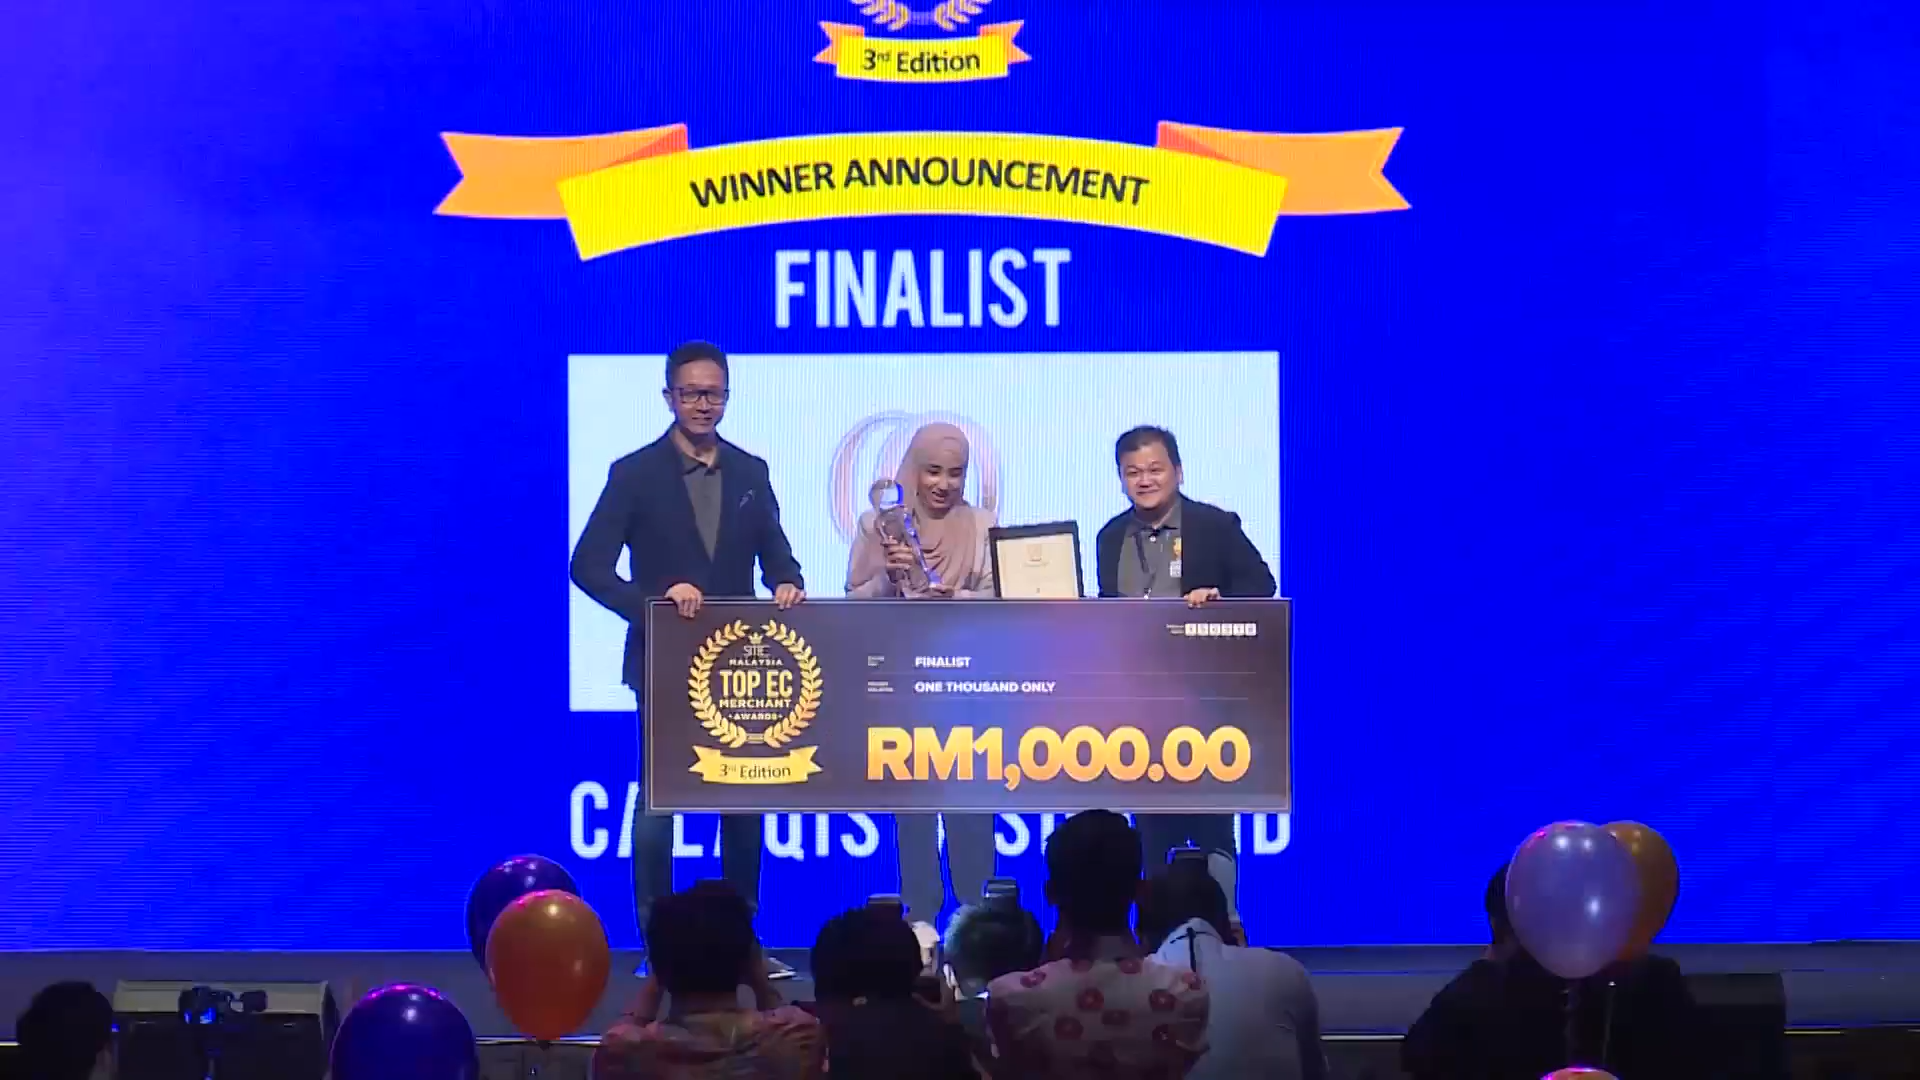 3rd Edition
WINNER ANNOUNCEMENT
FINALIST
SITEC
MALAYSIA
TOP EC
MERCHANT
AWARDS
3rd Edition
FINALIST
ONE THOUSAND ONLY
RM1,000.00